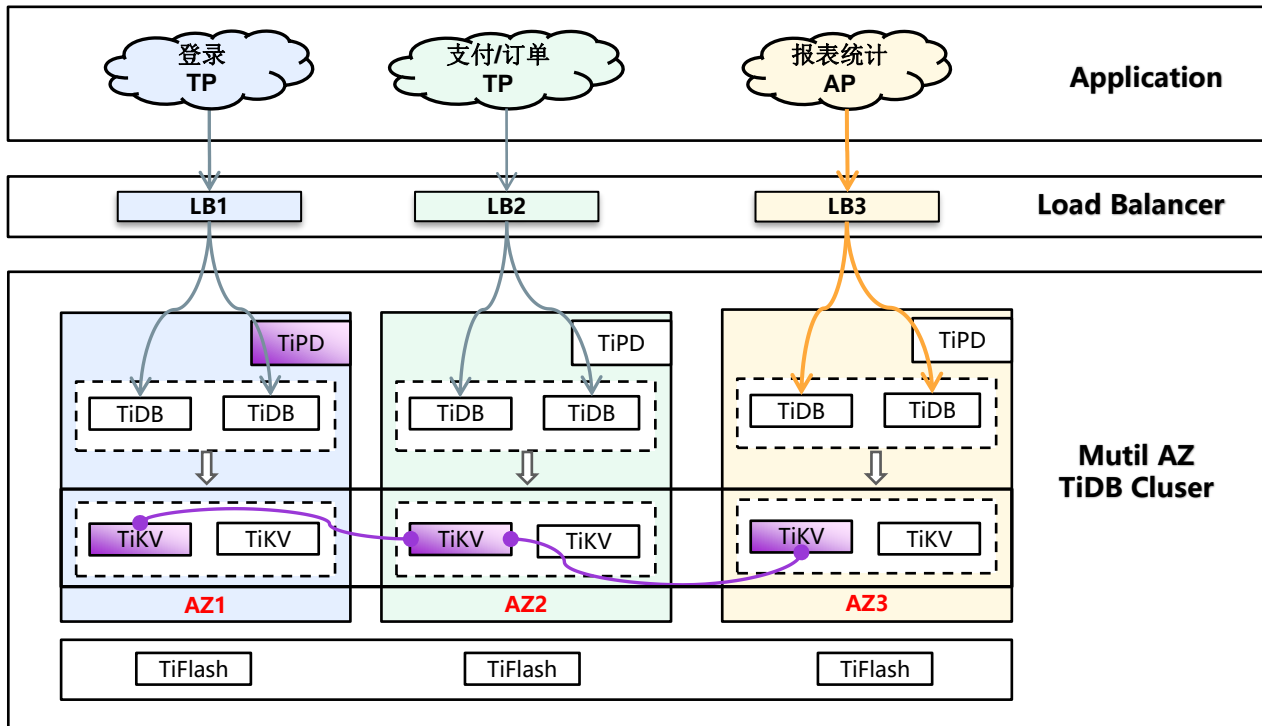 登录
TP
支付/订单
TP
报表统计
AP
Application
LB1
LB2
LB3
Load Balancer
TiPD
TiPD
TiPD
TiDB
TiDB
TiDB
TiDB
TiDB
TiDB
Mutil AZ
TiDB Cluser
TiKV
TiKV
TiKV
TiKV
TiKV
TiKV
AZ1
AZ2
AZ3
TiFlash
TiFlash
TiFlash